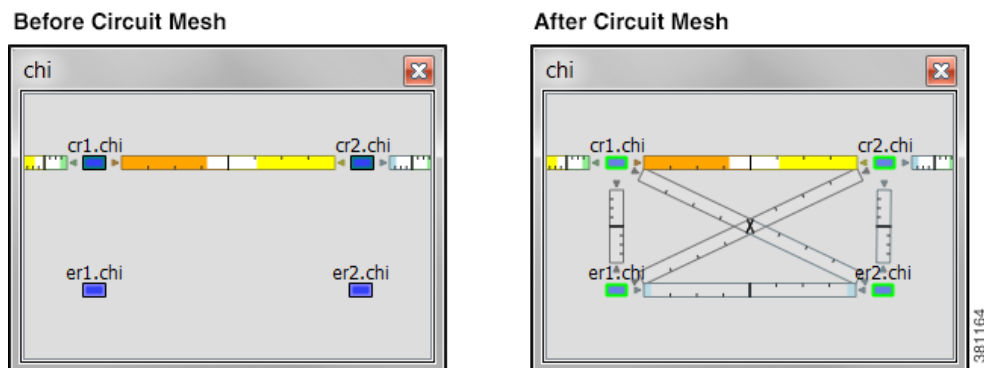 Before Circuit Mesh
After Circuit Mesh
chi
chi
cr1.chi
cr2.chi
cr1.chi
cr2.chi
X
er1.chi
er2.chi
er1.chi
er2.chi
381164